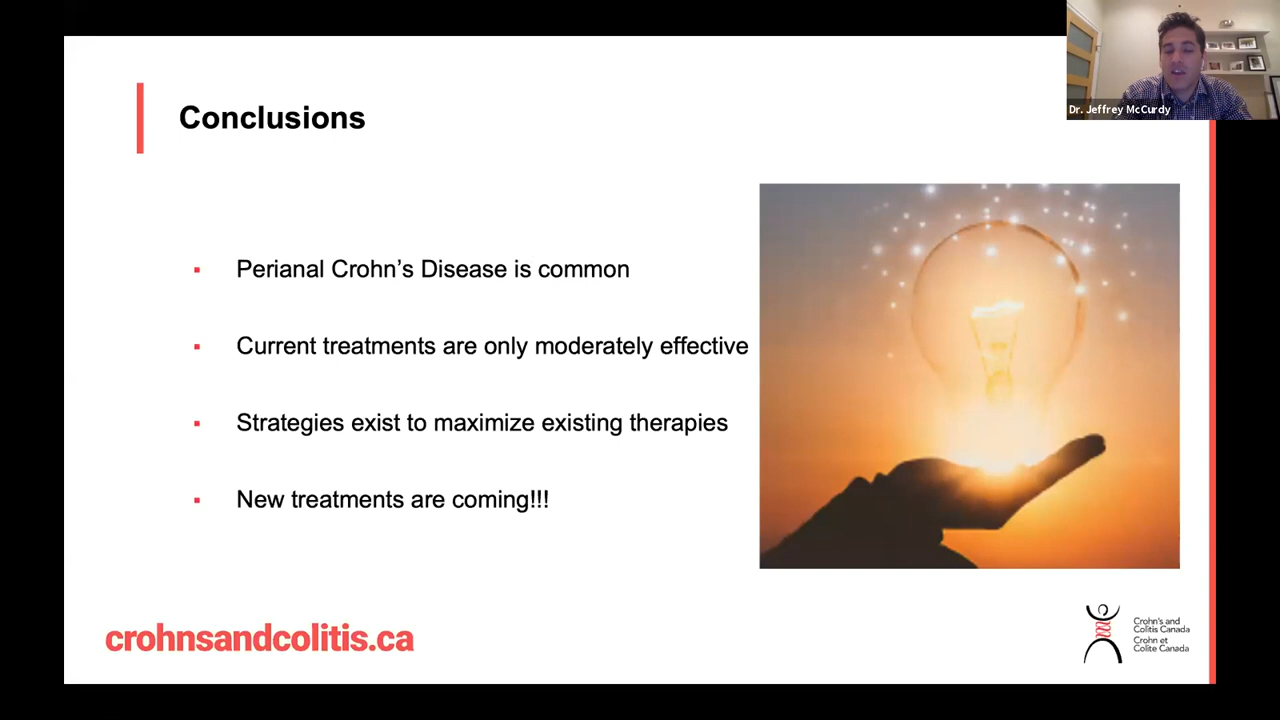 Dr. Jeffrey McCurdy
Conclusions
▪ Perianal Crohn’s Disease is common
▪ Current treatments are only moderately effective
▪ Strategies exist to maximize existing therapies
▪ New treatments are coming!!!
crohnsandcolitis.ca
Crohn's and
Colitis Canada
Crohn et
Colite Canada